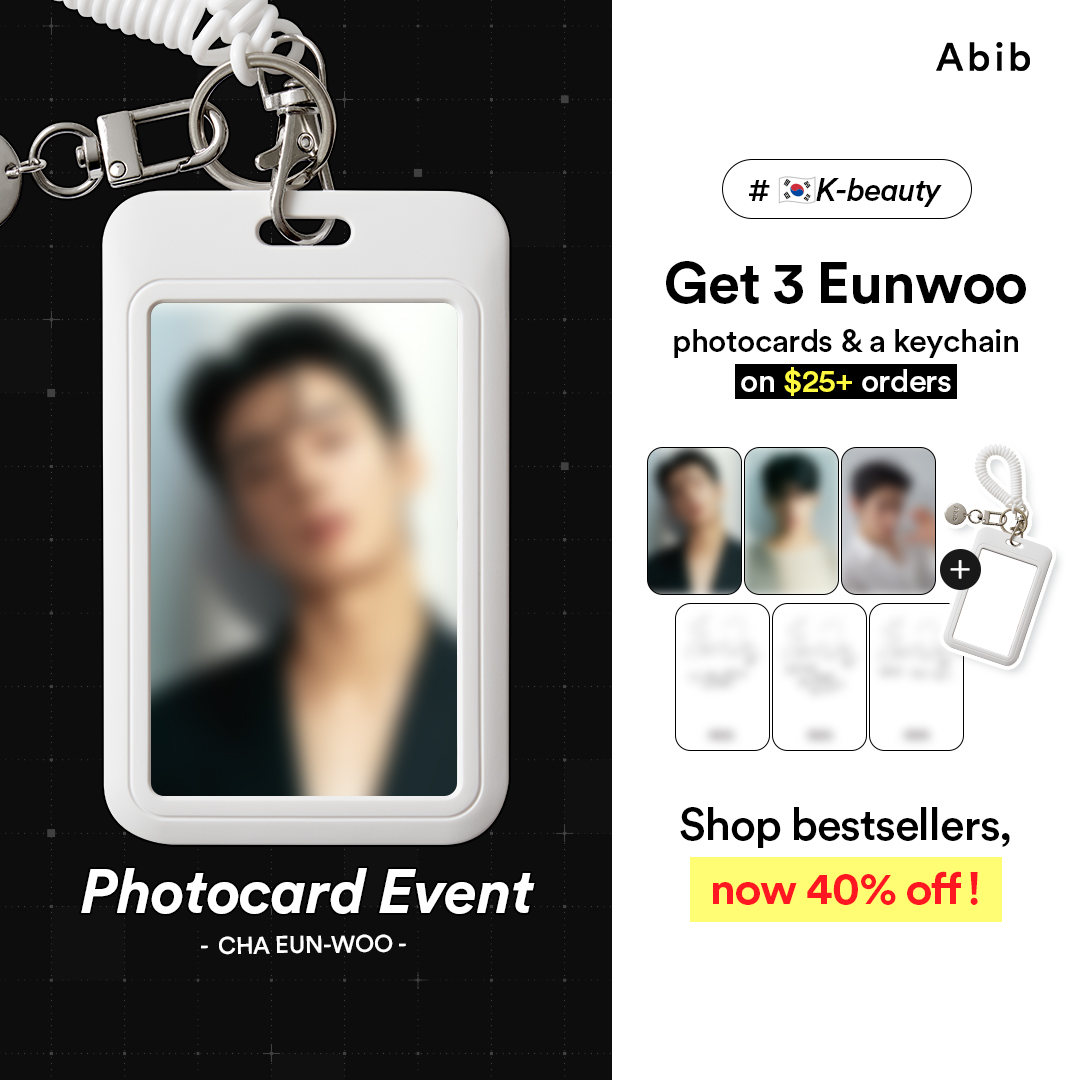 Abib
# 🇰🇷K-beauty
Get 3 Eunwoo
photocards & a keychain
on $25+ orders
Shop bestsellers,
now 40% off!
Photocard Event
- CHA EUN-WOO -